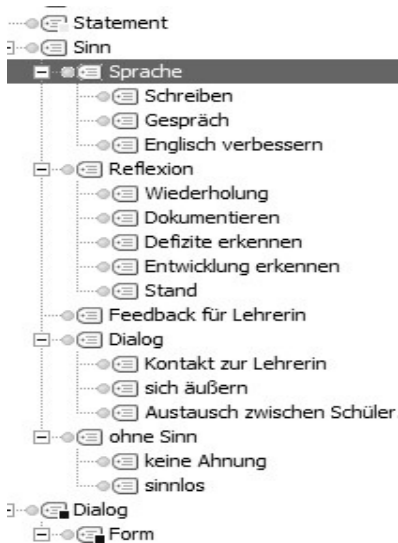 Statement
Sinn
Sprache
Schreiben
Gespräch
Englisch verbessern
Reflexion
Wiederholung
Dokumentieren
Defizite erkennen
Entwicklung erkennen
Stand
Feedback für Lehrerin
Dialog
Kontakt zur Lehrerin
sich äußern
Austausch zwischen Schüler
ohne Sinn
keine Ahnung
sinnlos
Dialog
Form